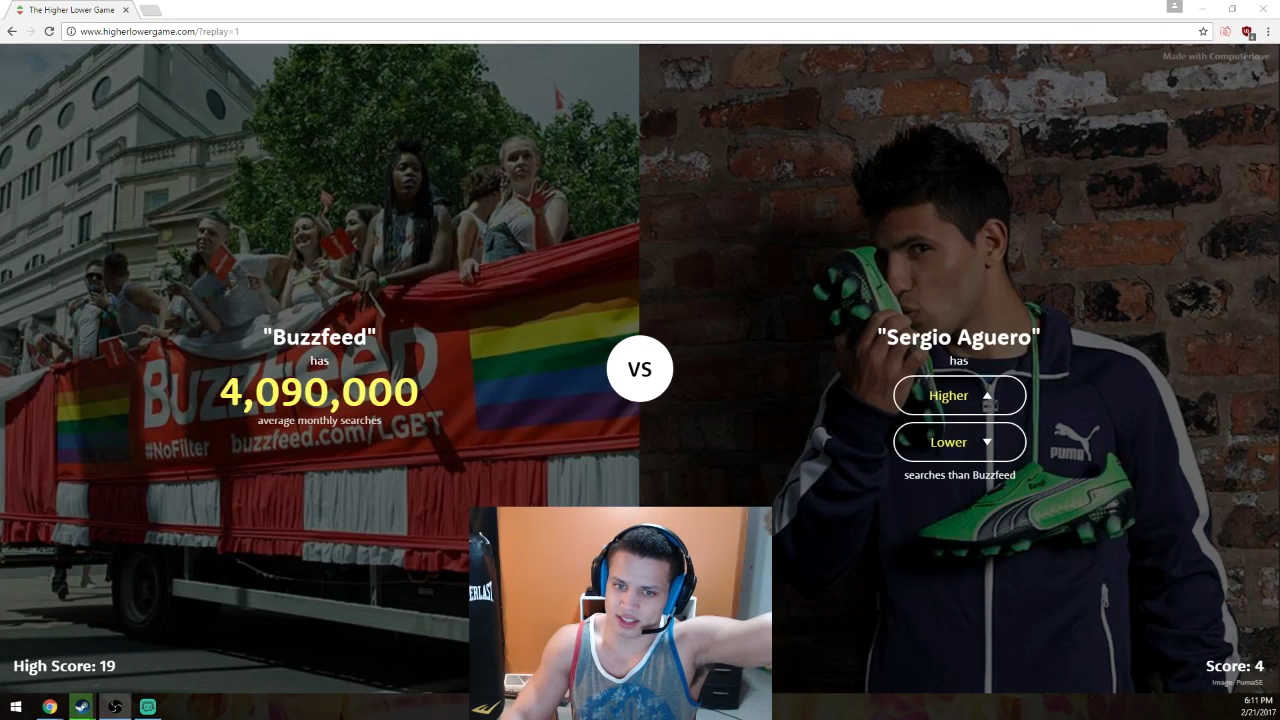 The Higher Lower Game
www.higherlowergame.com/?replay=1
Made with Computerlove
"Buzzfeed"
has
4,090,000
average monthly searches
BuzzFeed
#NoFilter buzzfeed.com/LGBT
VS
"Sergio Aguero"
has
Higher
Lower
searches than Buzzfeed
PUMA
ERLAST
High Score: 19
Score: 4
Image: PumaSE
6:11 PM
2/21/2017